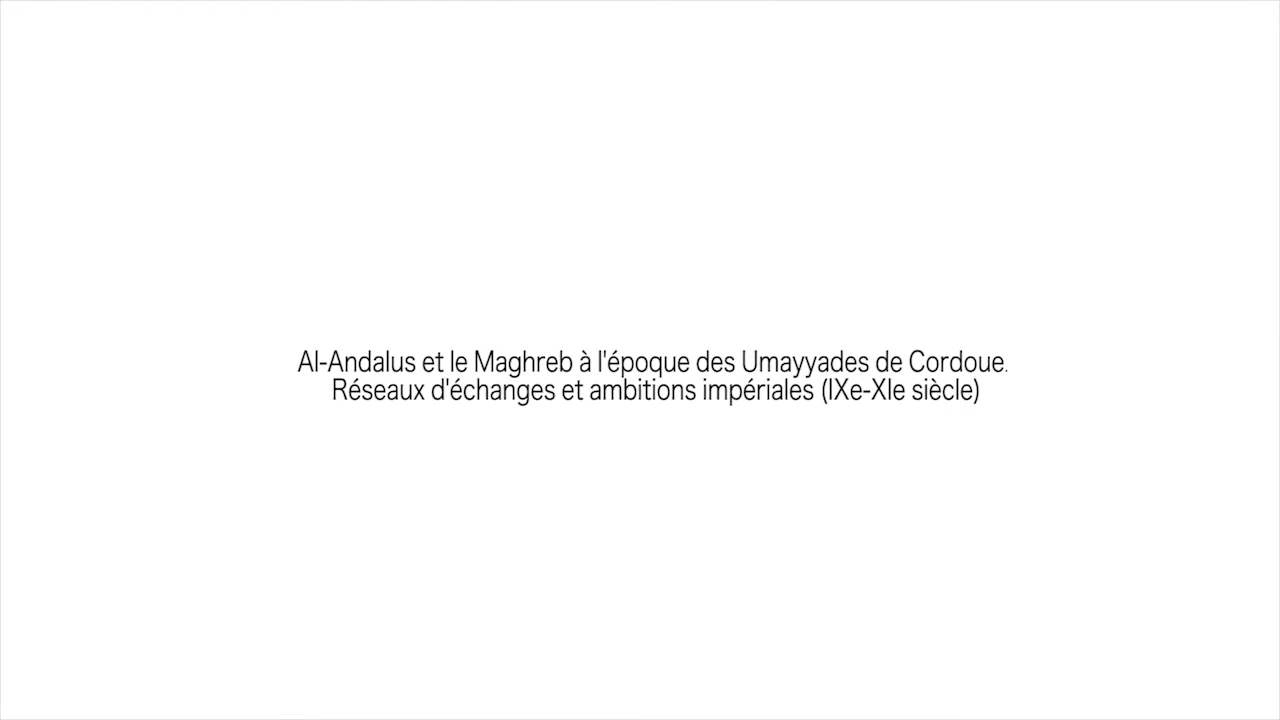 Al-Andalus et le Maghreb à l'époque des Umayyades de Cordoue.
Réseaux d'échanges et ambitions impériales (IXe-XIe siècle)